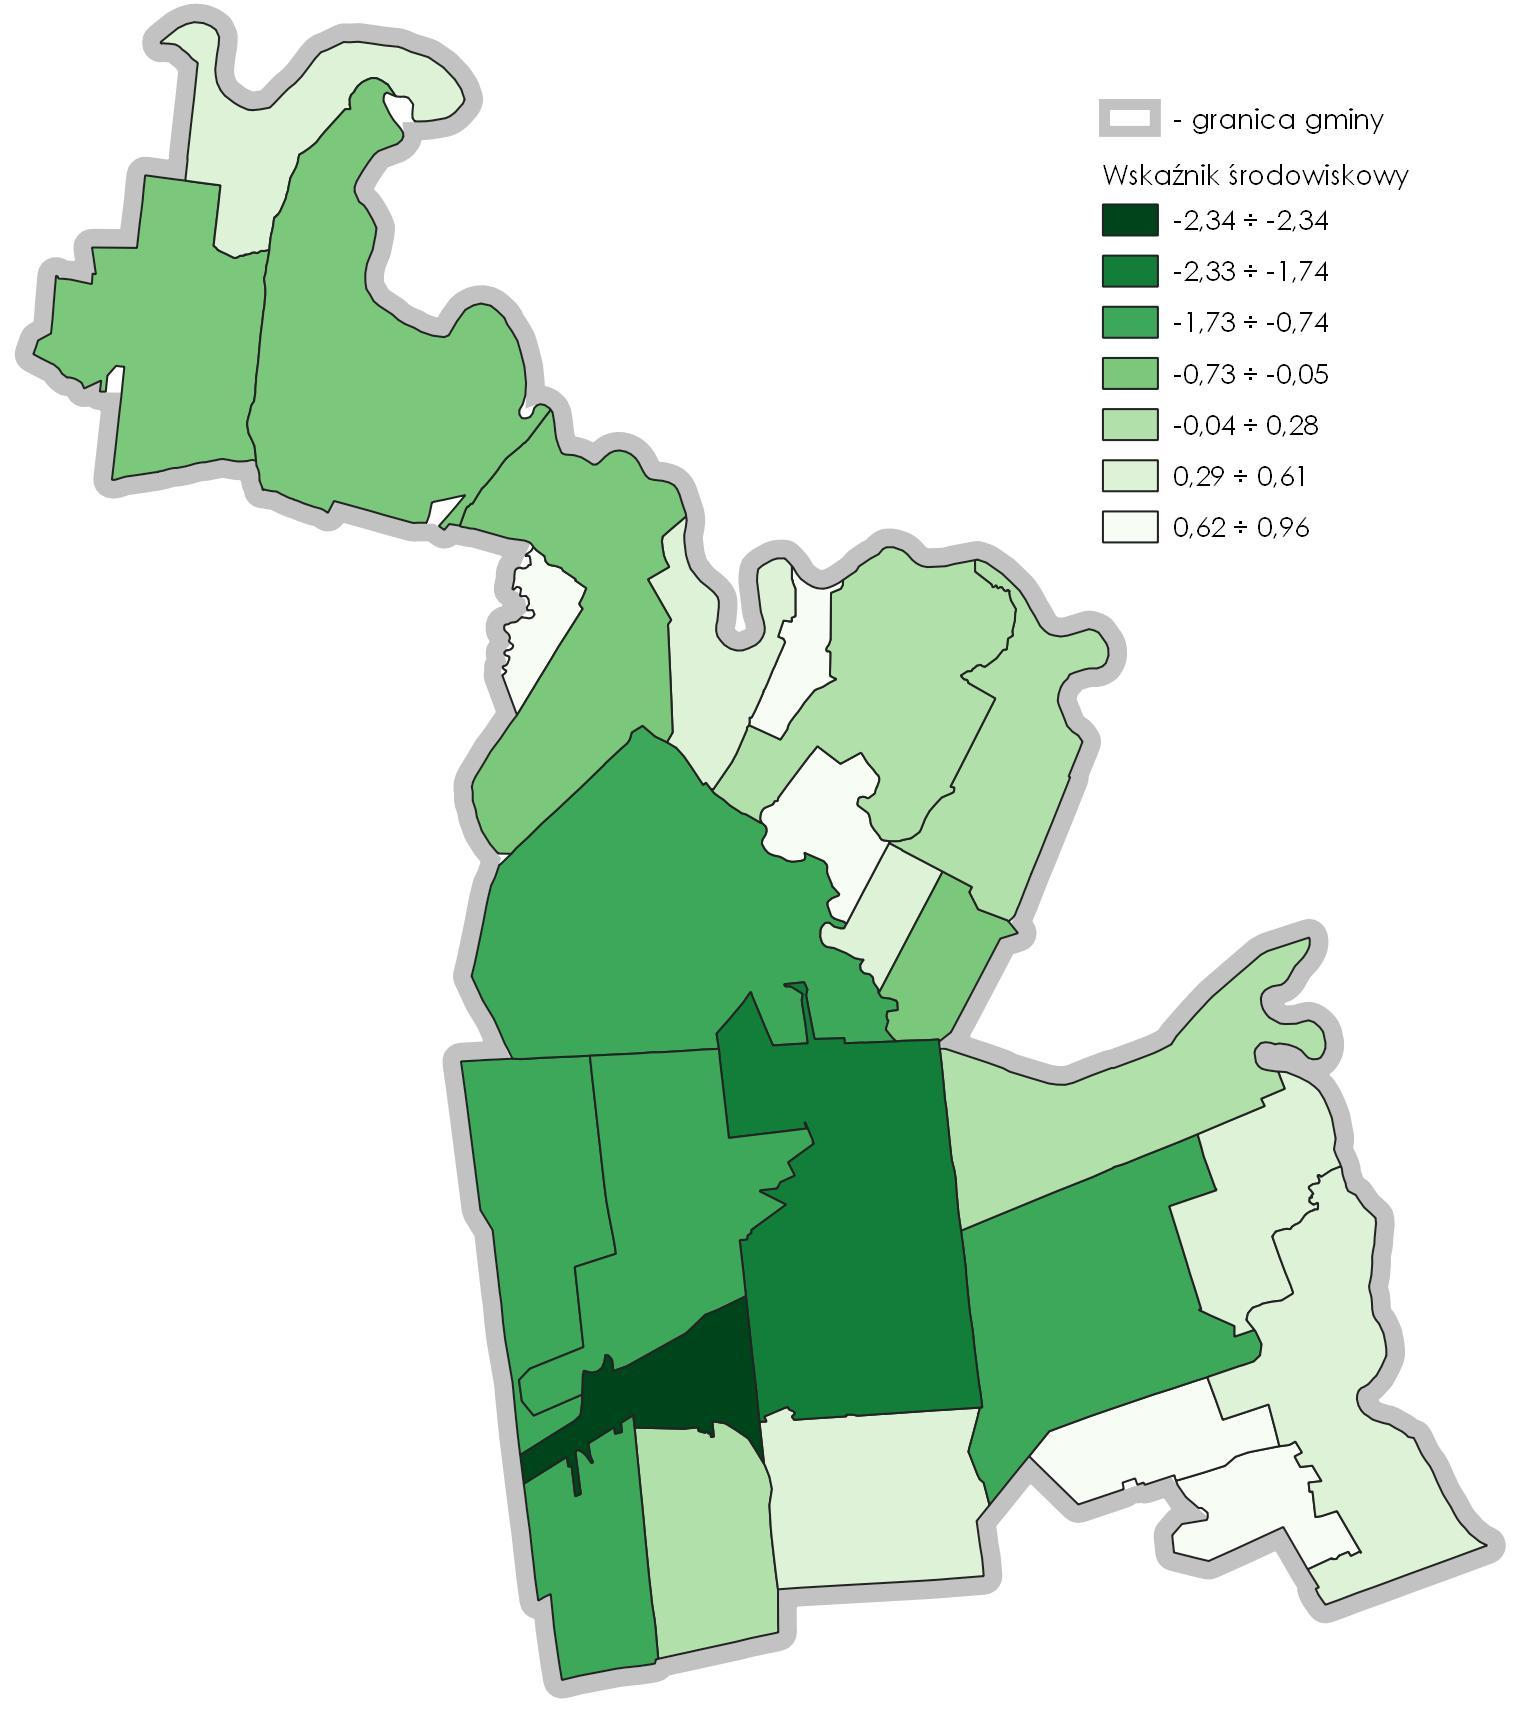 - granica gminy
Wskaźnik środowiskowy
-2,34 ÷ -2,34
-2,33 ÷ -1,74
-1,73 ÷ -0,74
-0,73 ÷ -0,05
-0,04 ÷ 0,28
0,29 ÷ 0,61
0,62 ÷ 0,96